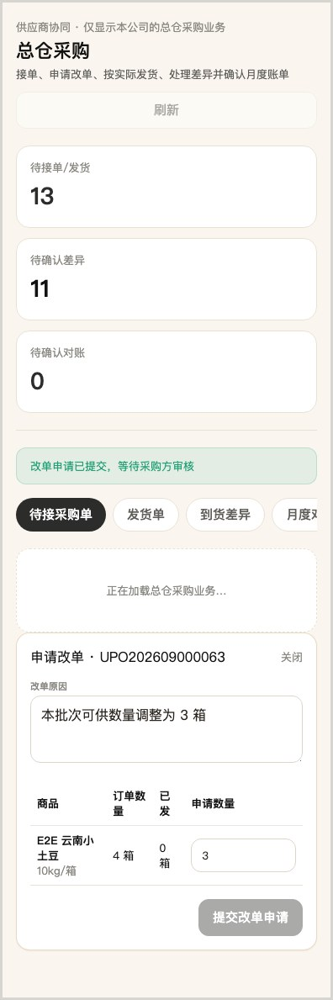 供应商协同 · 仅显示本公司的总仓采购业务
总仓采购
接单、申请改单、按实际发货、处理差异并确认月度账单
刷新
待接单/发货
13
待确认差异
11
待确认对账
0
改单申请已提交，等待采购方审核
待接采购单 发货单 到货差异 月度对
正在加载总仓采购业务...
申请改单 · UPO202609000063 关闭
改单原因
本批次可供数量调整为 3 箱
商品 订单数量 已发 申请数量
E2E 云南小土豆 4 箱 0 箱 3
10kg/箱
提交改单申请